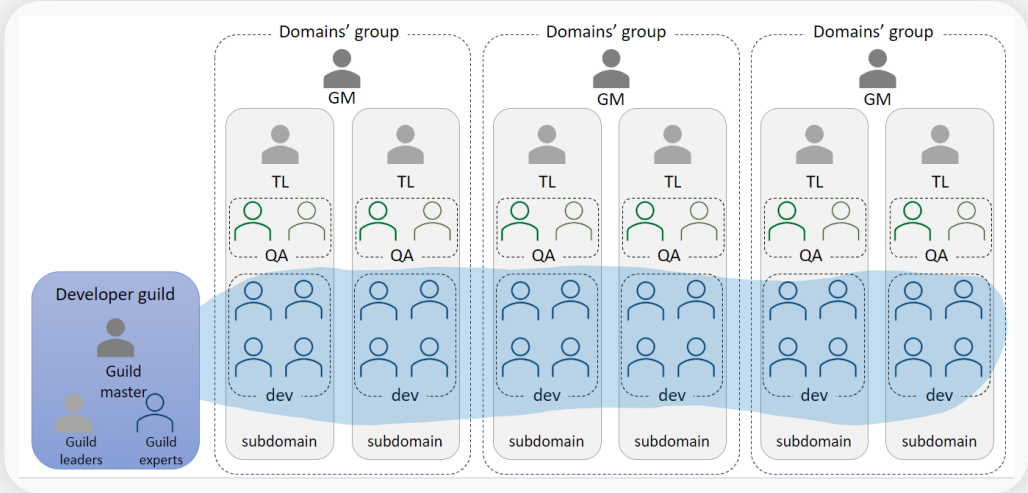 Domains' group
Domains' group
Domains' group
GM
GM
GM
TL
TL
TL
TL
TL
TL
QA
QA
QA
QA
QA
QA
Developer guild
Guild
master
Guild
leaders
Guild
experts
dev
dev
dev
dev
dev
dev
subdomain
subdomain
subdomain
subdomain
subdomain
subdomain